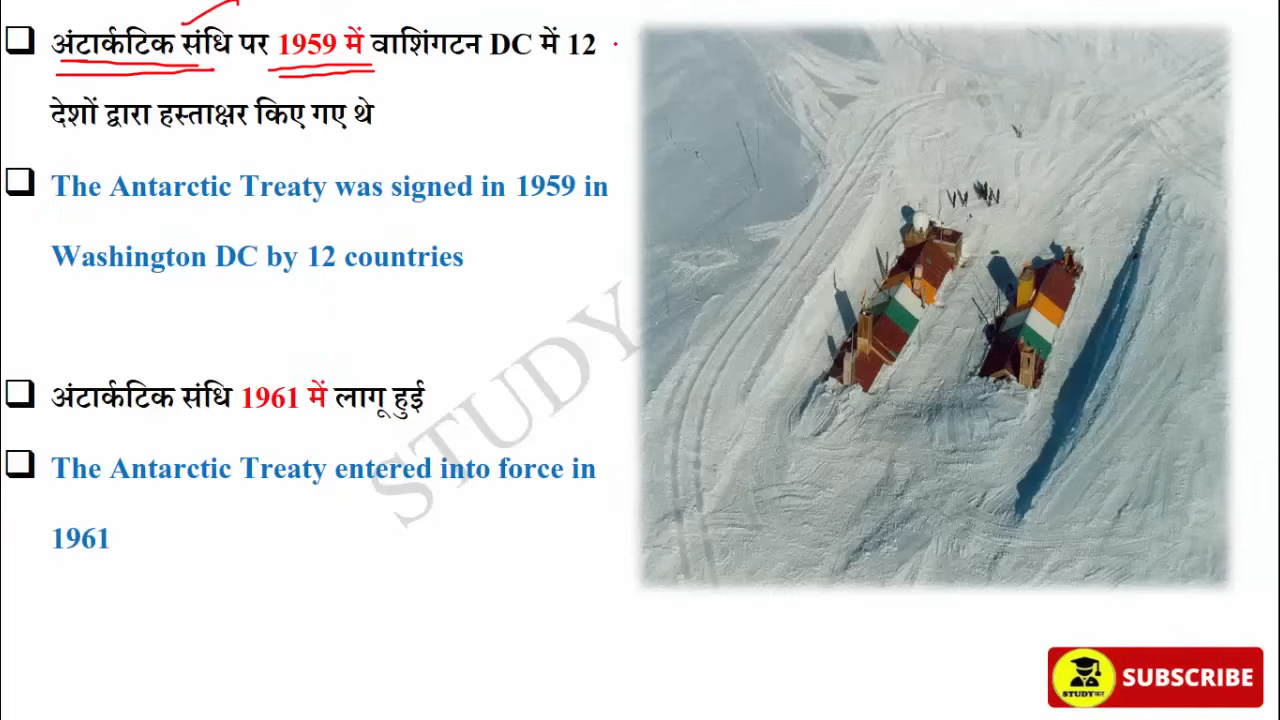 अंटार्कटिक संधि पर 1959 में वाशिंगटन DC में 12
देशों द्वारा हस्ताक्षर किए गए थे
The Antarctic Treaty was signed in 1959 in
Washington DC by 12 countries
अंटार्कटिक संधि 1961 में लागू हुई
The Antarctic Treaty entered into force in
1961
STUDY
STUDYपार
SUBSCRIBE